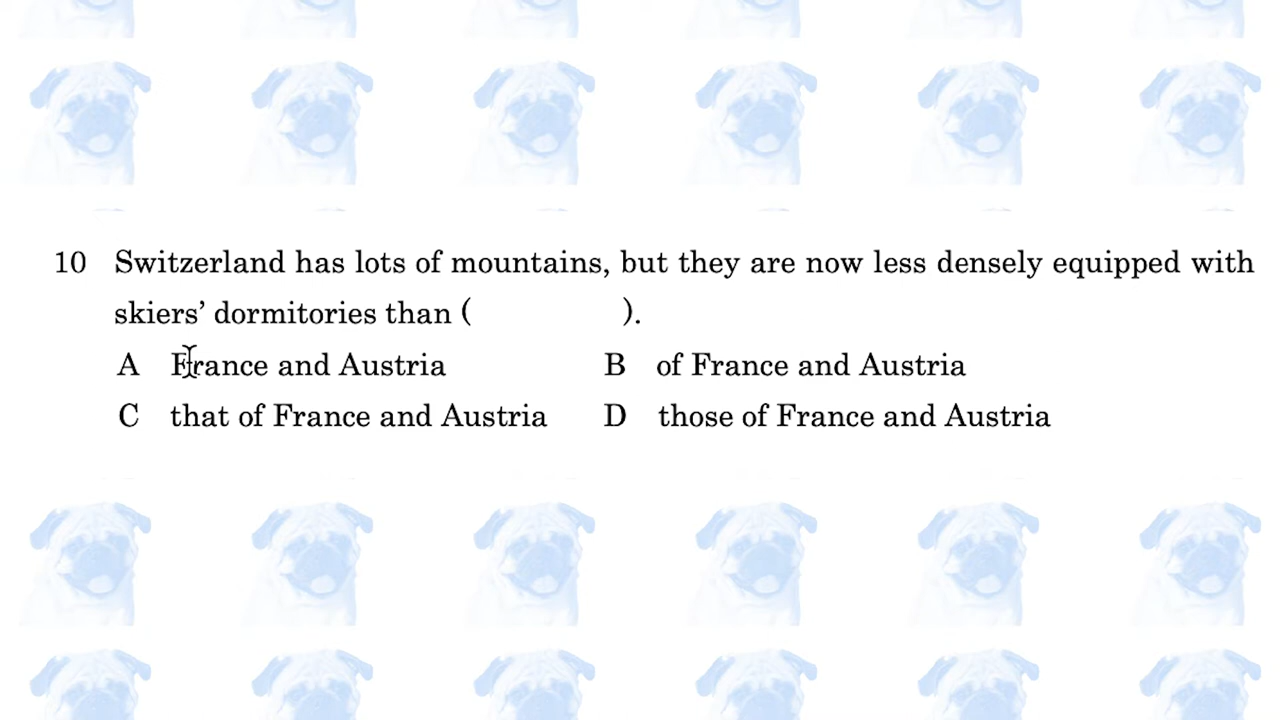 10 Switzerland has lots of mountains, but they are now less densely equipped with
skiers’ dormitories than (          ).
A France and Austria B of France and Austria
C that of France and Austria D those of France and Austria